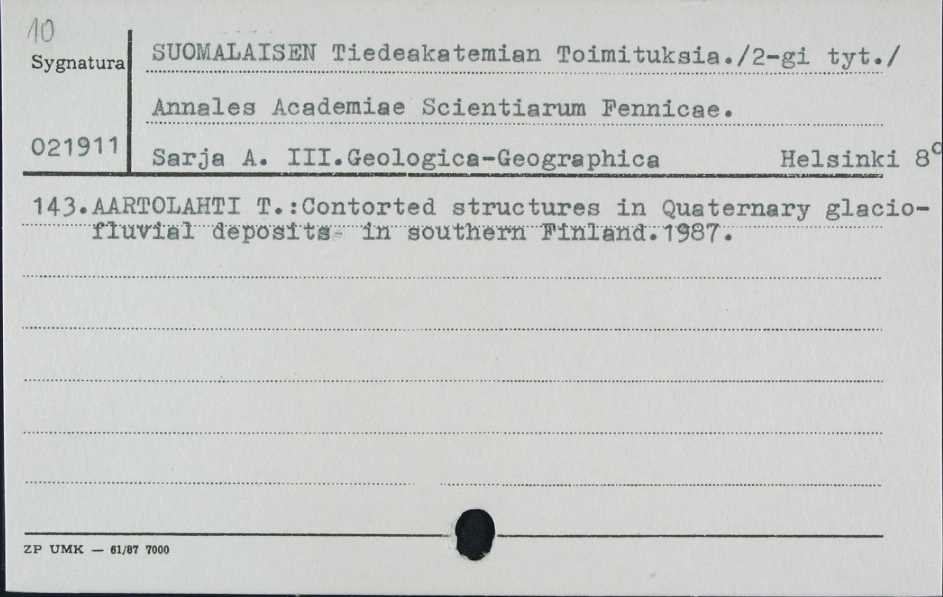 10
Sygnatura
SUOMALAISEN Tiedeakatemian Toimituksia./2-gi tyt./
Annales Academiae Scientiarum Fennicae.
021911
Sarja A. III.Geologica-Geographica Helsinki 8°
143.AARTOLAHTI T.:Contorted structures in Quaternary glacio-
fluvial deposits in southern Finland.1987.
ZP UMK — 61/87 7000